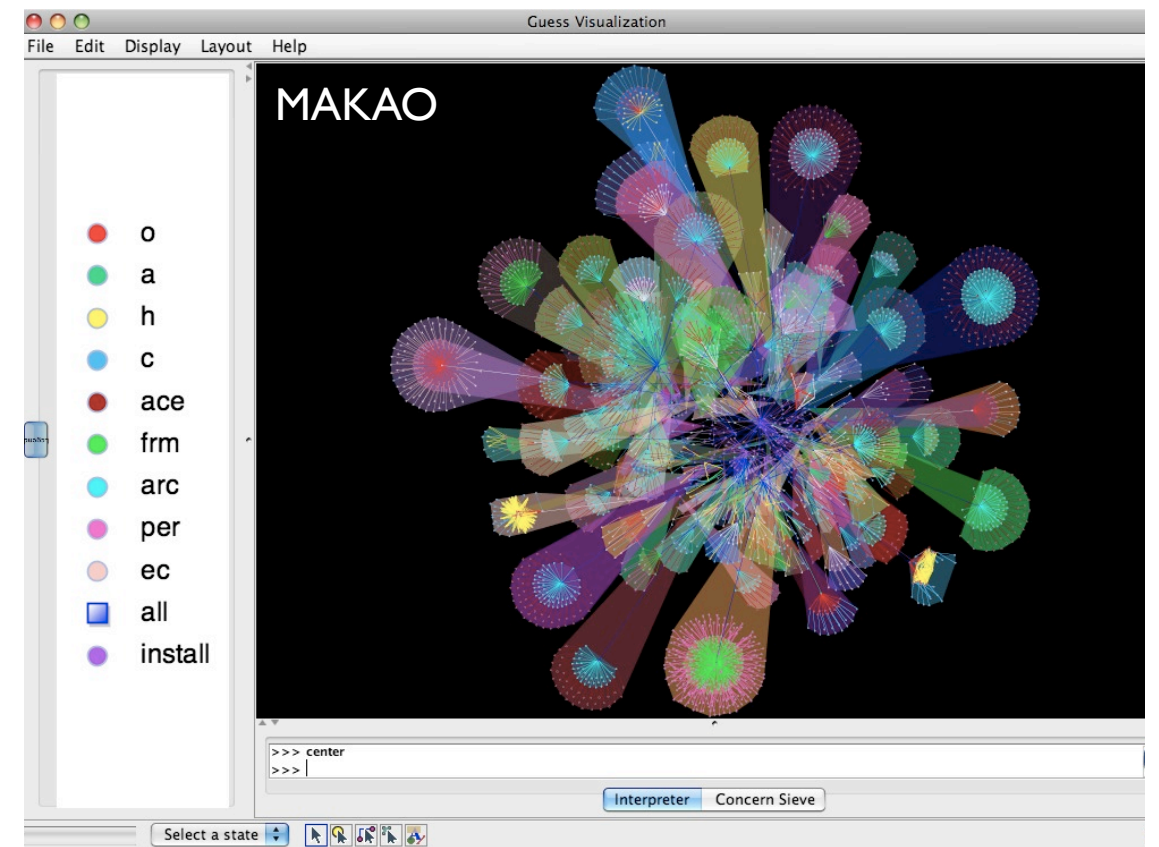 Guess Visualization
File Edit Display Layout Help
MAKAO
o
a
h
c
ace
frm
arc
per
ec
all
install
>>> center
>>>
Interpreter Concern Sieve
Select a state